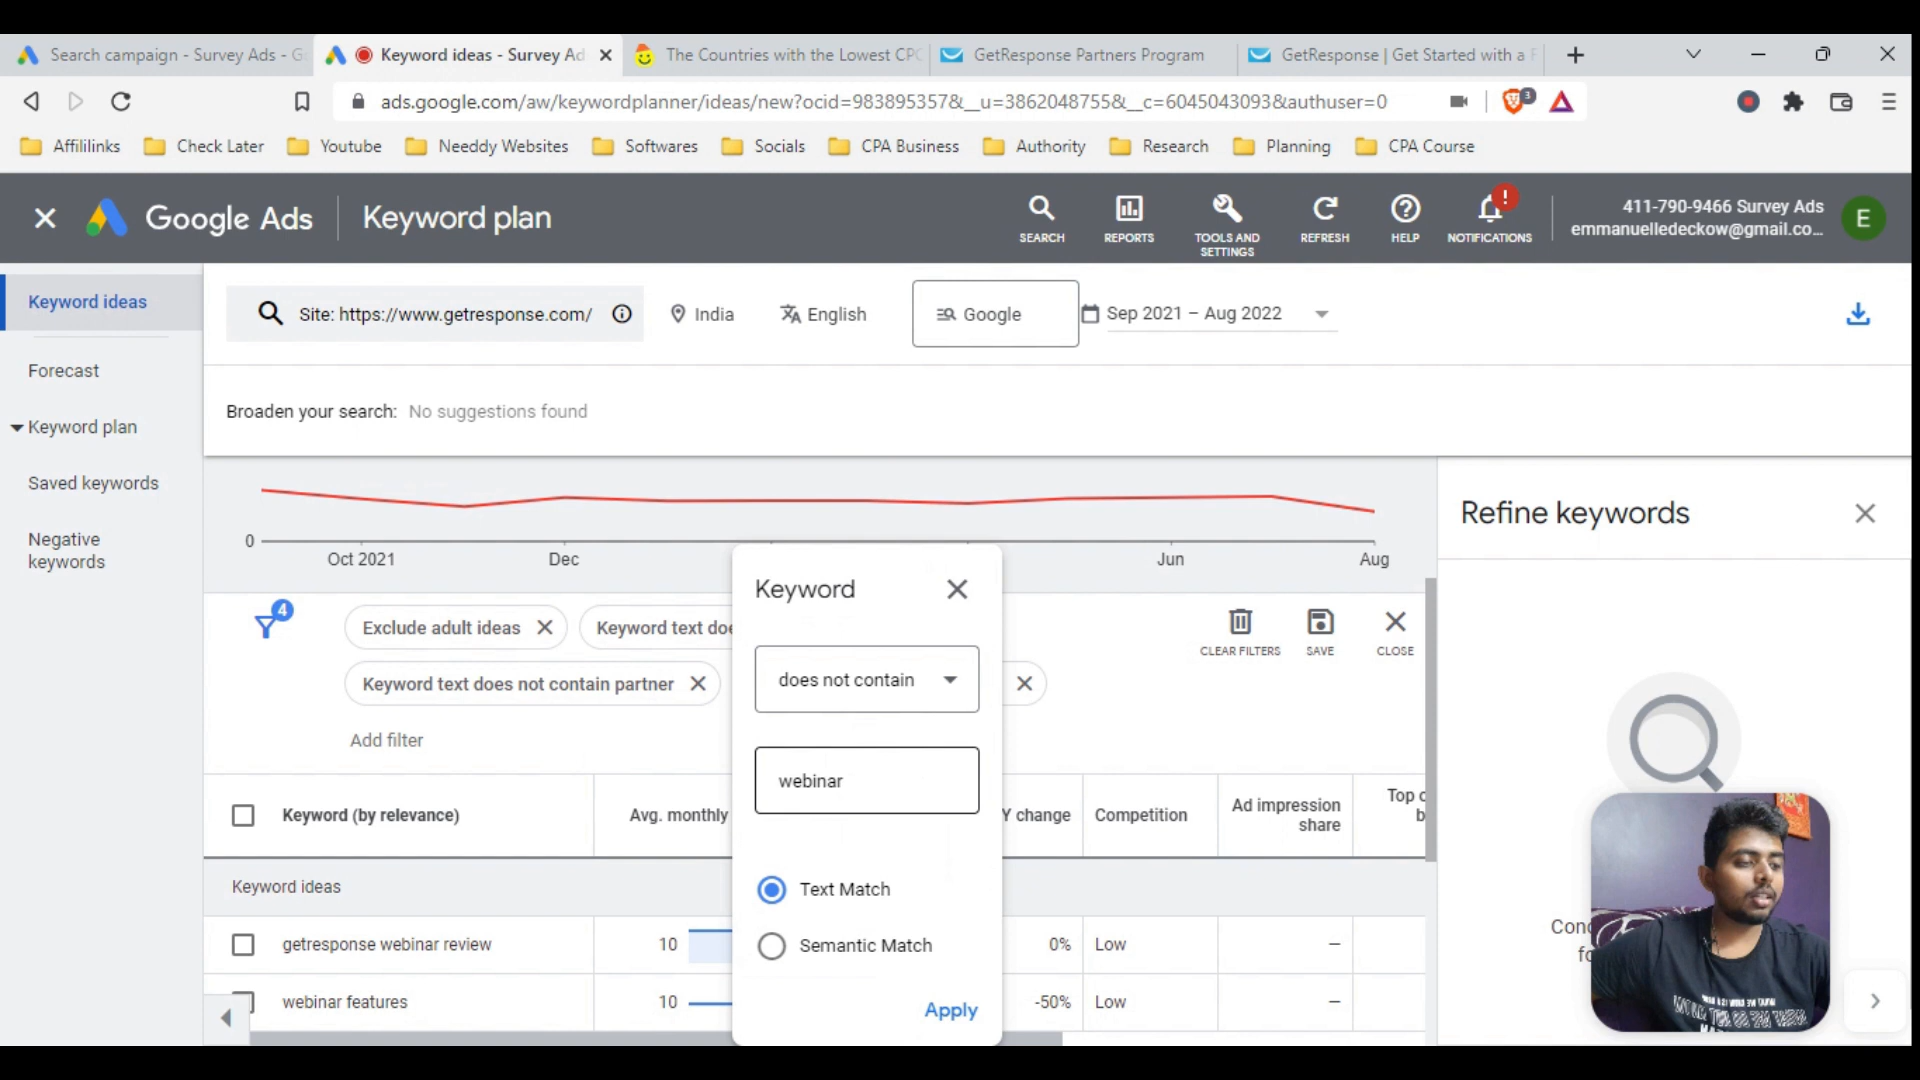 Search campaign - Survey Ads - G
Keyword ideas - Survey Ad
The Countries with the Lowest CPC
GetResponse Partners Program
GetResponse | Get Started with a F
ads.google.com/aw/keywordplanner/ideas/new?ocid=983895357&__u=3862048755&__c=6045043093&authuser=0
3
Affililinks
Check Later
Youtube
Needdy Websites
Softwares
Socials
CPA Business
Authority
Research
Planning
CPA Course
Google Ads
Keyword plan
SEARCH
REPORTS
TOOLS AND SETTINGS
REFRESH
HELP
!
NOTIFICATIONS
411-790-9466 Survey Ads
emmanuelledeckow@gmail.co...
E
Keyword ideas
Forecast
Keyword plan
Saved keywords
Negative keywords
Site: https://www.getresponse.com/
India
English
Google
Sep 2021 – Aug 2022
Broaden your search: No suggestions found
0
Oct 2021
Dec
Jun
Aug
Refine keywords
4
Exclude adult ideas
Keyword text doe
Keyword text does not contain partner
Add filter
CLEAR FILTERS
SAVE
CLOSE
Keyword
does not contain
webinar
Text Match
Semantic Match
Apply
Keyword (by relevance)
Avg. monthly
Y change
Competition
Ad impression share
Top
Keyword ideas
getresponse webinar review
10
0%
Low
–
webinar features
10
-50%
Low
–